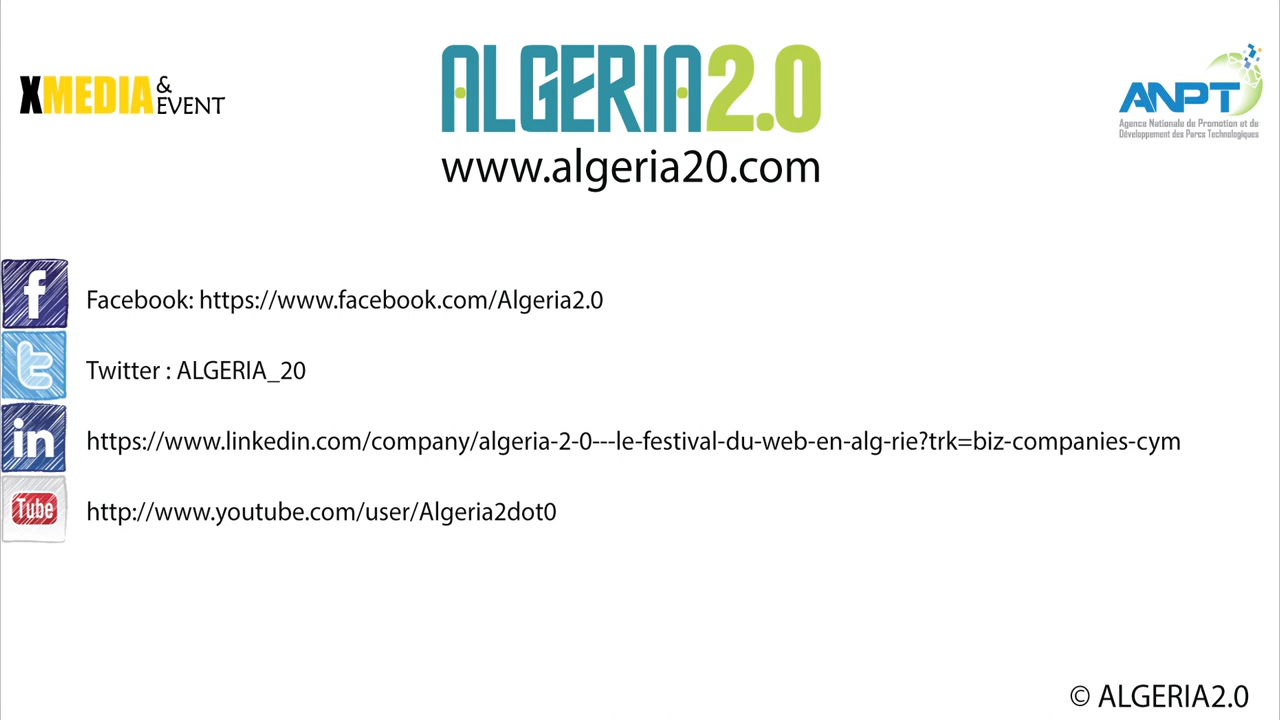 XMEDIA & EVENT
ALGERIA2.0
www.algeria20.com
ANPT
Agence Nationale de Promotion et de
Développement des Parcs Technologiques
f
Facebook: https://www.facebook.com/Algeria2.0
t
Twitter : ALGERIA_20
in
https://www.linkedin.com/company/algeria-2-0---le-festival-du-web-en-alg-rie?trk=biz-companies-cym
Tube
http://www.youtube.com/user/Algeria2dot0
© ALGERIA2.0